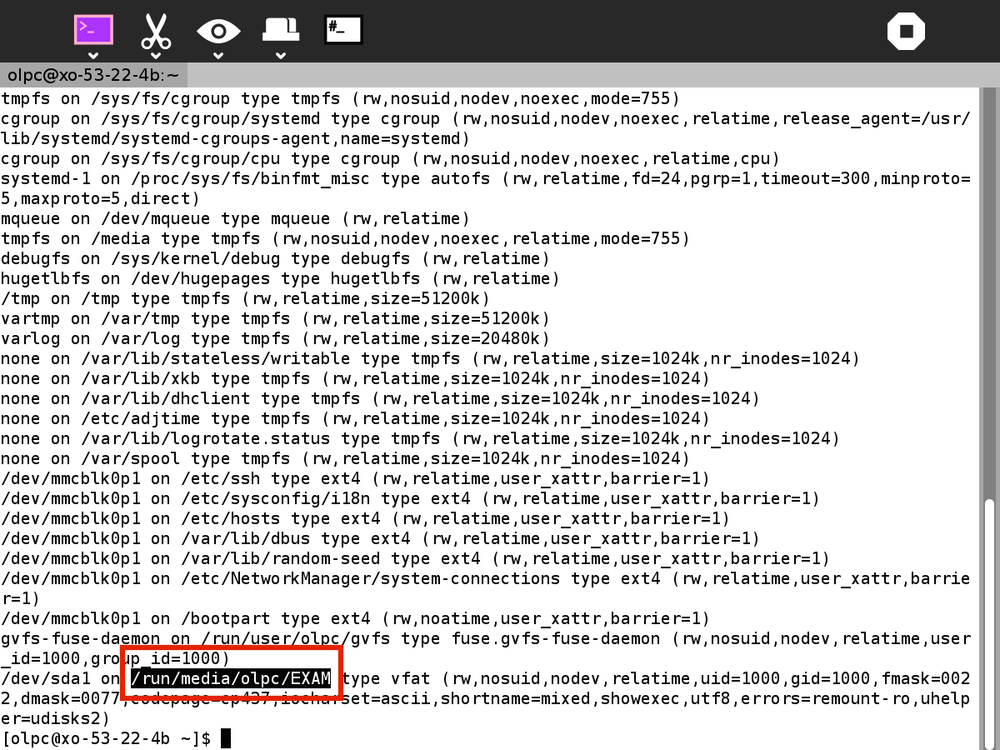 >_
#_
olpc@xo-53-22-4b:~
tmpfs on /sys/fs/cgroup type tmpfs (rw,nosuid,nodev,noexec,mode=755)
cgroup on /sys/fs/cgroup/systemd type cgroup (rw,nosuid,nodev,noexec,relatime,release_agent=/usr/
lib/systemd/systemd-cgroups-agent,name=systemd)
cgroup on /sys/fs/cgroup/cpu type cgroup (rw,nosuid,nodev,noexec,relatime,cpu)
systemd-1 on /proc/sys/fs/binfmt_misc type autofs (rw,relatime,fd=24,pgrp=1,timeout=300,minproto=
5,maxproto=5,direct)
mqueue on /dev/mqueue type mqueue (rw,relatime)
tmpfs on /media type tmpfs (rw,nosuid,nodev,noexec,relatime,mode=755)
debugfs on /sys/kernel/debug type debugfs (rw,relatime)
hugetlbfs on /dev/hugepages type hugetlbfs (rw,relatime)
/tmp on /tmp type tmpfs (rw,relatime,size=51200k)
vartmp on /var/tmp type tmpfs (rw,relatime,size=51200k)
varlog on /var/log type tmpfs (rw,relatime,size=20480k)
none on /var/lib/stateless/writable type tmpfs (rw,relatime,size=1024k,nr_inodes=1024)
none on /var/lib/xkb type tmpfs (rw,relatime,size=1024k,nr_inodes=1024)
none on /var/lib/dhclient type tmpfs (rw,relatime,size=1024k,nr_inodes=1024)
none on /etc/adjtime type tmpfs (rw,relatime,size=1024k,nr_inodes=1024)
none on /var/lib/logrotate.status type tmpfs (rw,relatime,size=1024k,nr_inodes=1024)
none on /var/spool type tmpfs (rw,relatime,size=1024k,nr_inodes=1024)
/dev/mmcblk0p1 on /etc/ssh type ext4 (rw,relatime,user_xattr,barrier=1)
/dev/mmcblk0p1 on /etc/sysconfig/i18n type ext4 (rw,relatime,user_xattr,barrier=1)
/dev/mmcblk0p1 on /etc/hosts type ext4 (rw,relatime,user_xattr,barrier=1)
/dev/mmcblk0p1 on /var/lib/dbus type ext4 (rw,relatime,user_xattr,barrier=1)
/dev/mmcblk0p1 on /var/lib/random-seed type ext4 (rw,relatime,user_xattr,barrier=1)
/dev/mmcblk0p1 on /etc/NetworkManager/system-connections type ext4 (rw,relatime,user_xattr,barrie
r=1)
/dev/mmcblk0p1 on /bootpart type ext4 (rw,noatime,user_xattr,barrier=1)
gvfs-fuse-daemon on /run/user/olpc/gvfs type fuse.gvfs-fuse-daemon (rw,nosuid,nodev,relatime,user
_id=1000,group_id=1000)
/dev/sda1 on /run/media/olpc/EXAM type vfat (rw,nosuid,nodev,relatime,uid=1000,gid=1000,fmask=002
2,dmask=0077,codepage=cp437,iocharset=ascii,shortname=mixed,showexec,utf8,errors=remount-ro,uhelp
er=udisks2)
[olpc@xo-53-22-4b ~]$